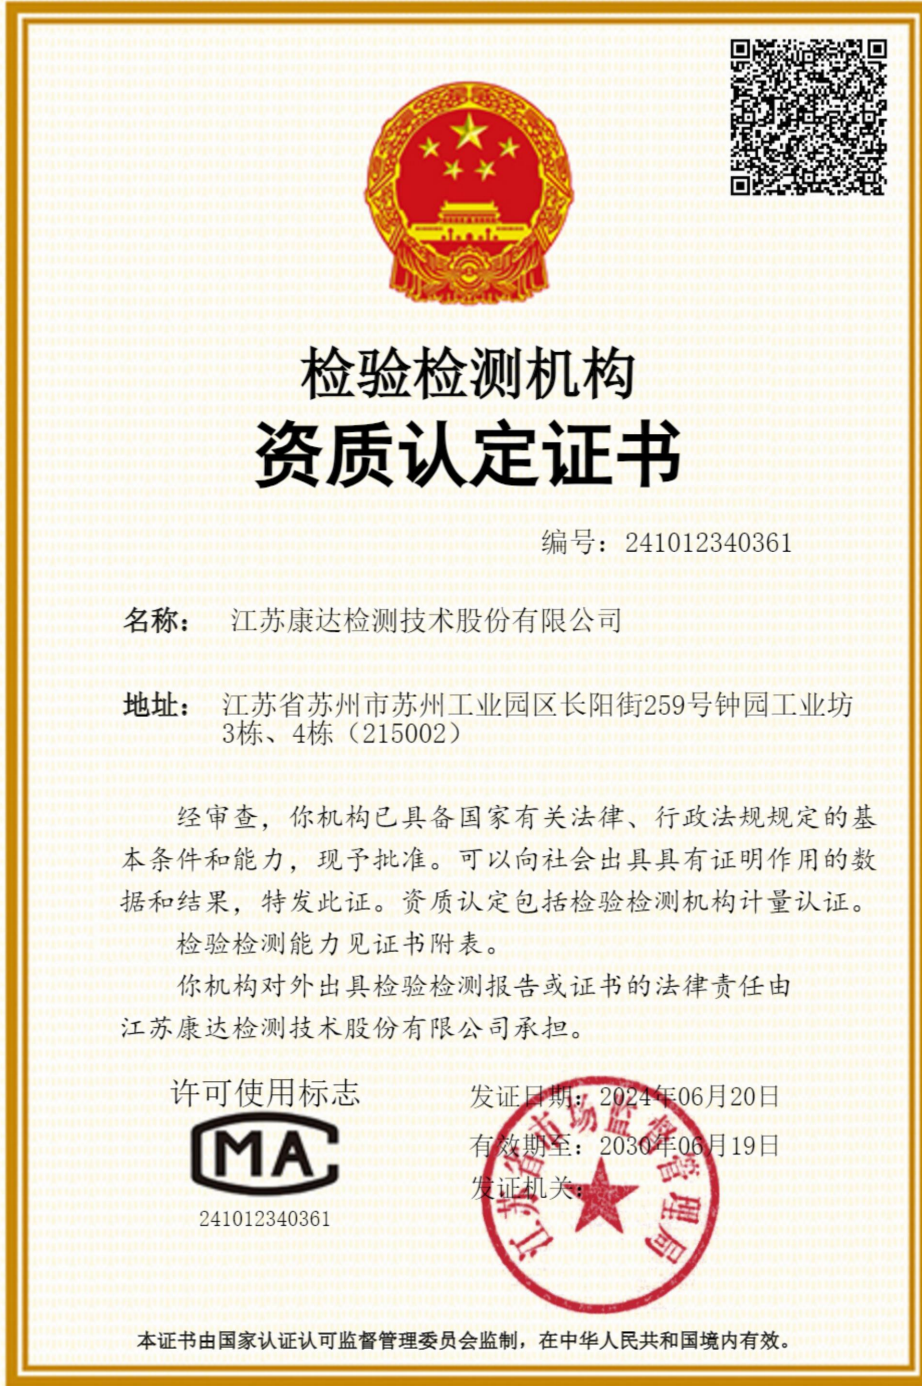 检验检测机构
资质认定证书
编号：241012340361
名称： 江苏康达检测技术股份有限公司
地址： 江苏省苏州市苏州工业园区长阳街259号钟园工业坊
3栋、4栋（215002）
经审查，你机构已具备国家有关法律、行政法规规定的基
本条件和能力，现予批准。可以向社会出具具有证明作用的数
据和结果，特发此证。资质认定包括检验检测机构计量认证。
检验检测能力见证书附表。
你机构对外出具检验检测报告或证书的法律责任由
江苏康达检测技术股份有限公司承担。
许可使用标志
MA
241012340361
发证日期：2024年06月20日
有效期至：2030年06月19日
发证机关：
江苏省市场监督管理局
本证书由国家认证认可监督管理委员会监制，在中华人民共和国境内有效。